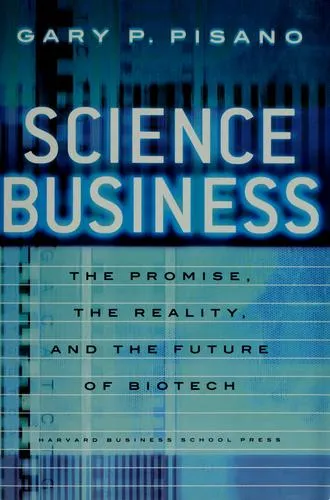 GARY P. PISANO
SCIENCE
BUSINESS
THE PROMISE,
THE REALITY,
AND THE FUTURE
OF BIOTECH
HARVARD BUSINESS SCHOOL PRESS